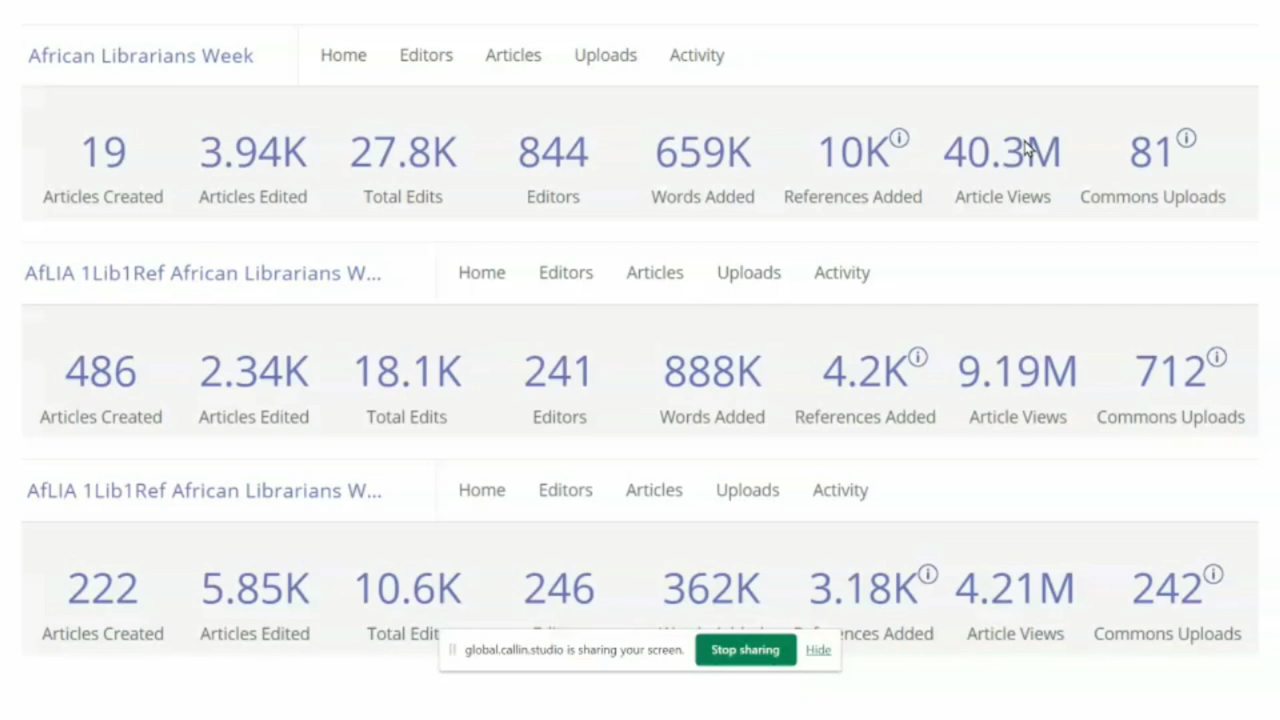 African Librarians Week Home Editors Articles Uploads Activity
19 3.94K 27.8K 844 659K 10K 40.3M 81
Articles Created Articles Edited Total Edits Editors Words Added References Added Article Views Commons Uploads
AfLIA 1Lib1Ref African Librarians W... Home Editors Articles Uploads Activity
486 2.34K 18.1K 241 888K 4.2K 9.19M 712
Articles Created Articles Edited Total Edits Editors Words Added References Added Article Views Commons Uploads
AfLIA 1Lib1Ref African Librarians W... Home Editors Articles Uploads Activity
222 5.85K 10.6K 246 362K 3.18K 4.21M 242
Articles Created Articles Edited Total Article Views Commons Uploads
global.callin.studio is sharing your screen. Stop sharing Hide